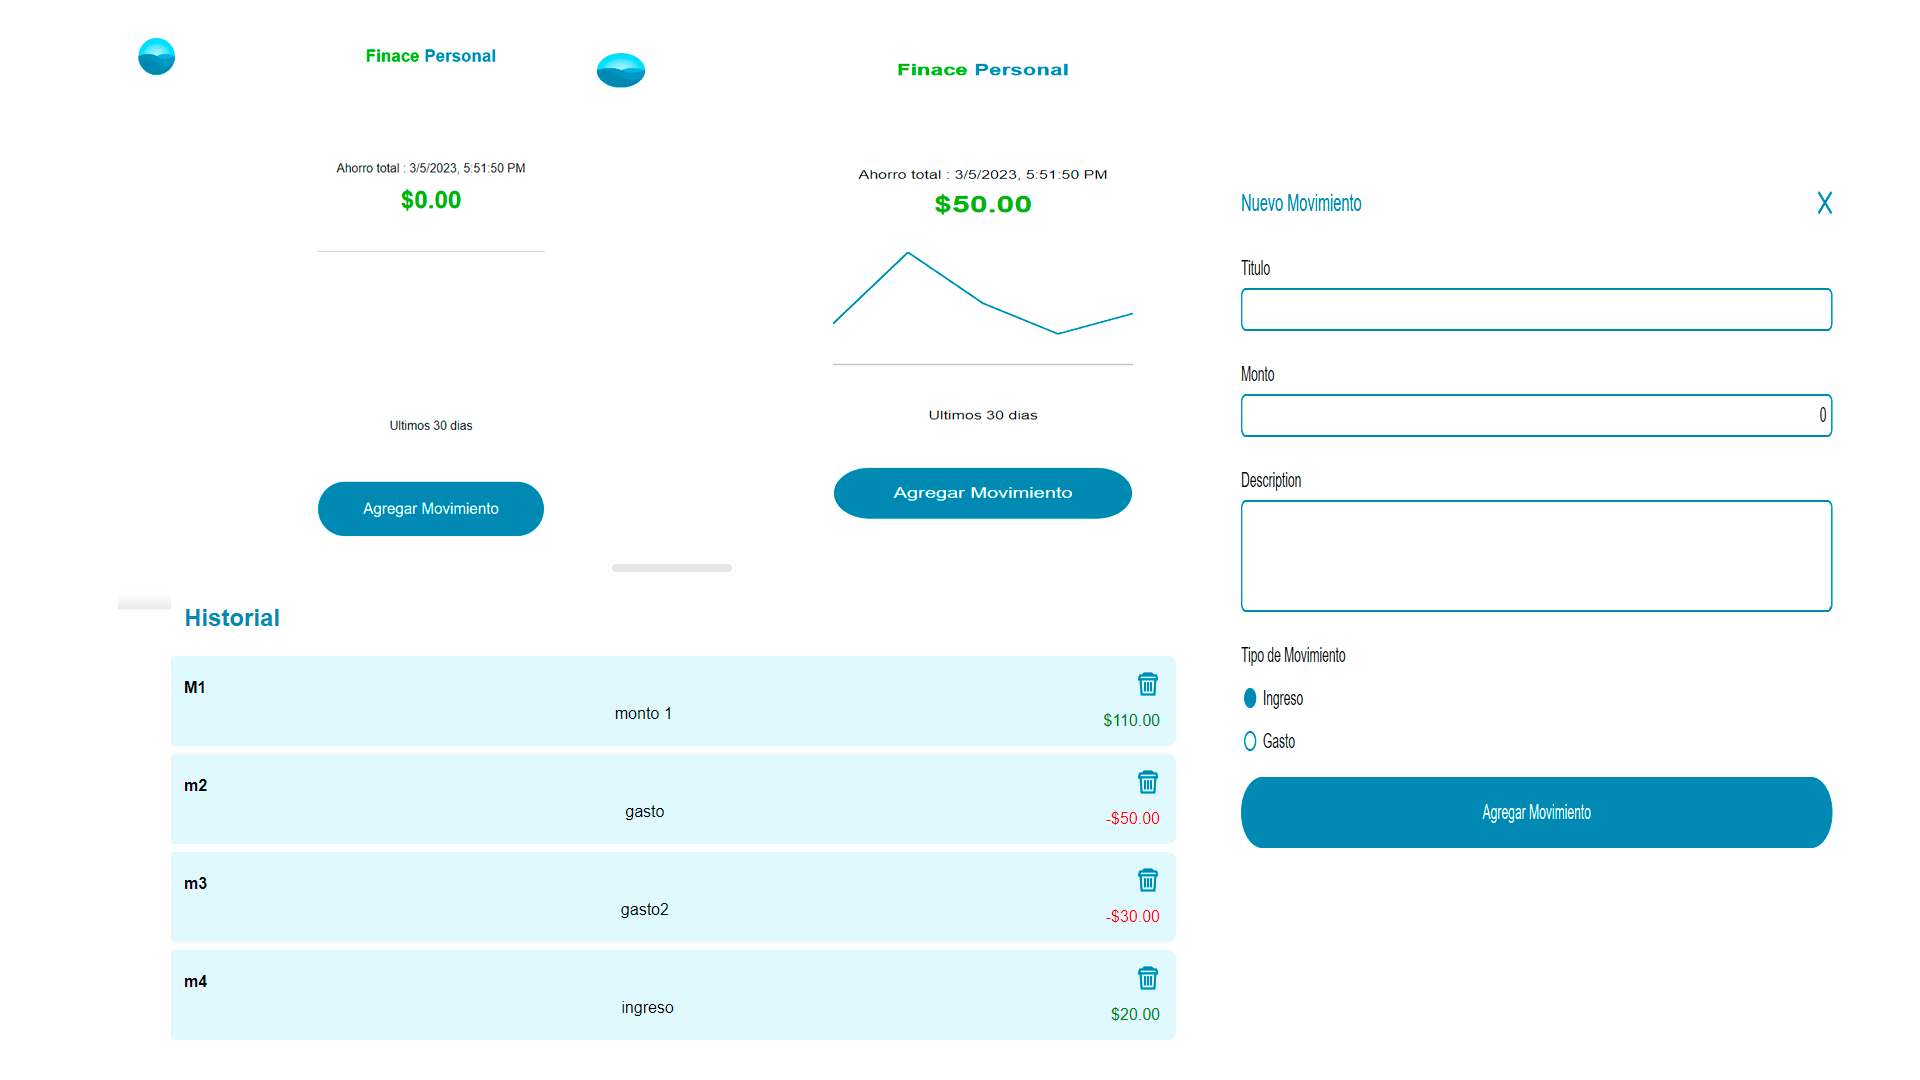 Finace Personal
Ahorro total : 3/5/2023, 5:51:50 PM
$0.00
Ultimos 30 dias
Agregar Movimiento
Finace Personal
Ahorro total : 3/5/2023, 5:51:50 PM
$50.00
Ultimos 30 dias
Agregar Movimiento
Historial
M1
monto 1
$110.00
m2
gasto
-$50.00
m3
gasto2
-$30.00
m4
ingreso
$20.00
Nuevo Movimiento X
Titulo
Monto
0
Description
Tipo de Movimiento
Ingreso
Gasto
Agregar Movimiento